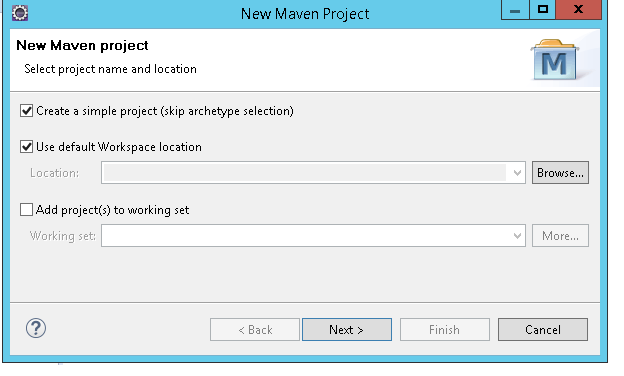 New Maven Project
New Maven project
Select project name and location
M
Create a simple project (skip archetype selection)
Use default Workspace location
Location:
Browse...
Add project(s) to working set
Working set:
More...
?
< Back
Next >
Finish
Cancel